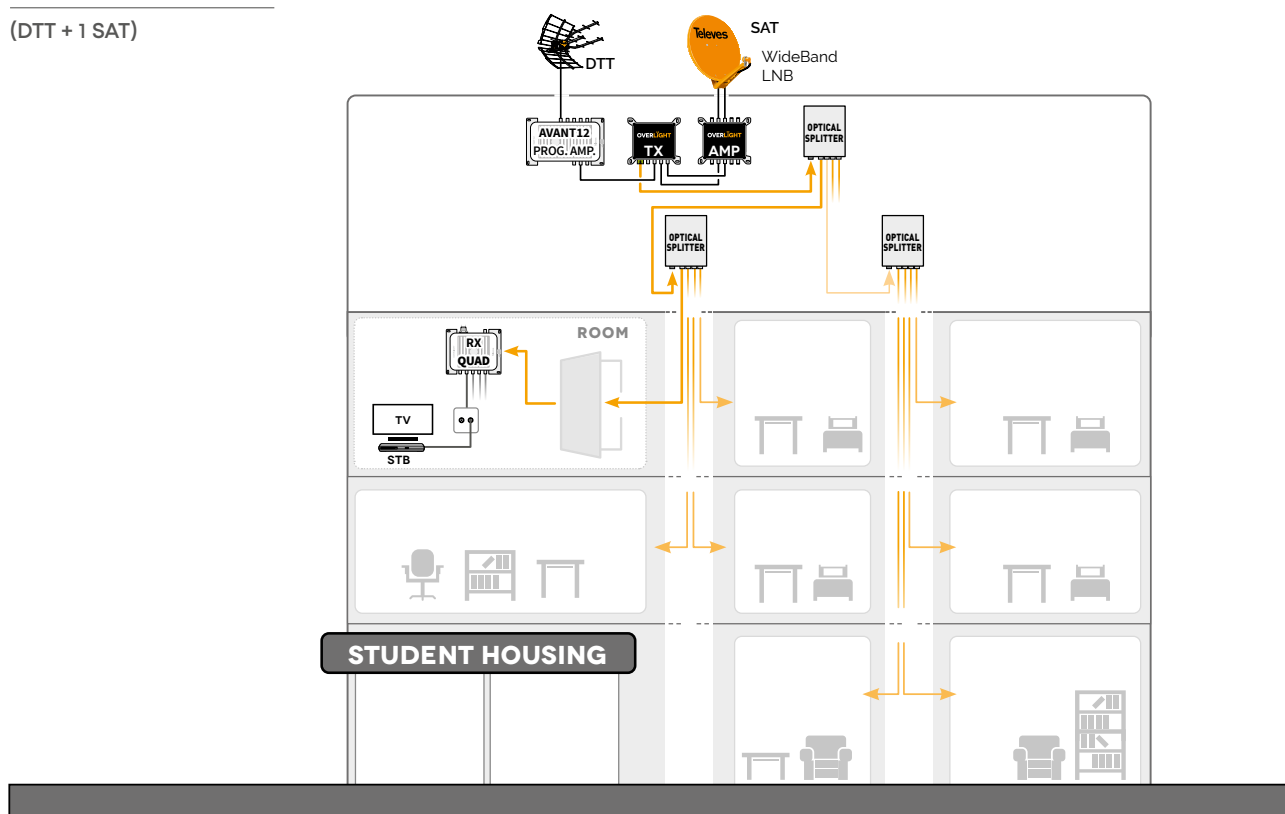 (DTT + 1 SAT)
DTT
Televes
SAT
WideBand
LNB
AVANT12
PROG. AMP.
OVERLIGHT
TX
OVERLIGHT
AMP
OPTICAL
SPLITTER
OPTICAL
SPLITTER
OPTICAL
SPLITTER
ROOM
RX
QUAD
TV
STB
STUDENT HOUSING